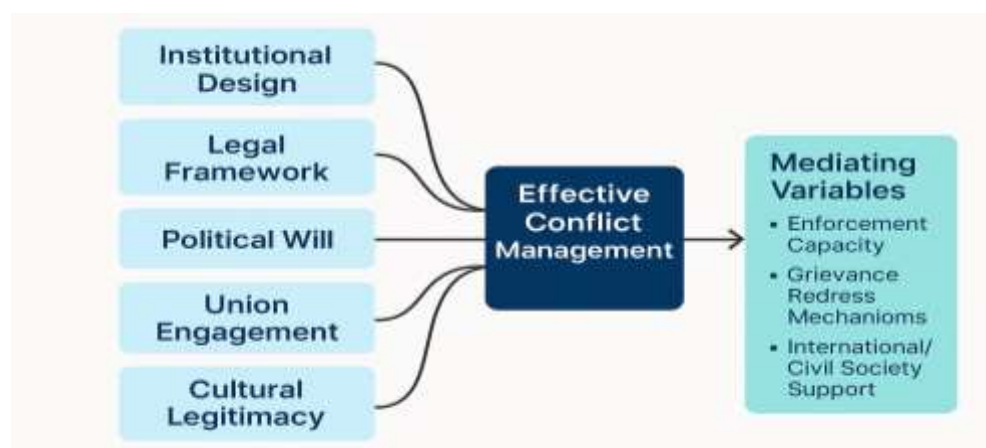 Institutional
Design
Legal
Framework
Political Will
Union
Engagement
Cultural
Legitimacy
Effective
Conflict
Management
Mediating
Variables
• Enforcement
Capacity
• Grievance
Redress
Mechanioms
• International/
Civil Society
Support